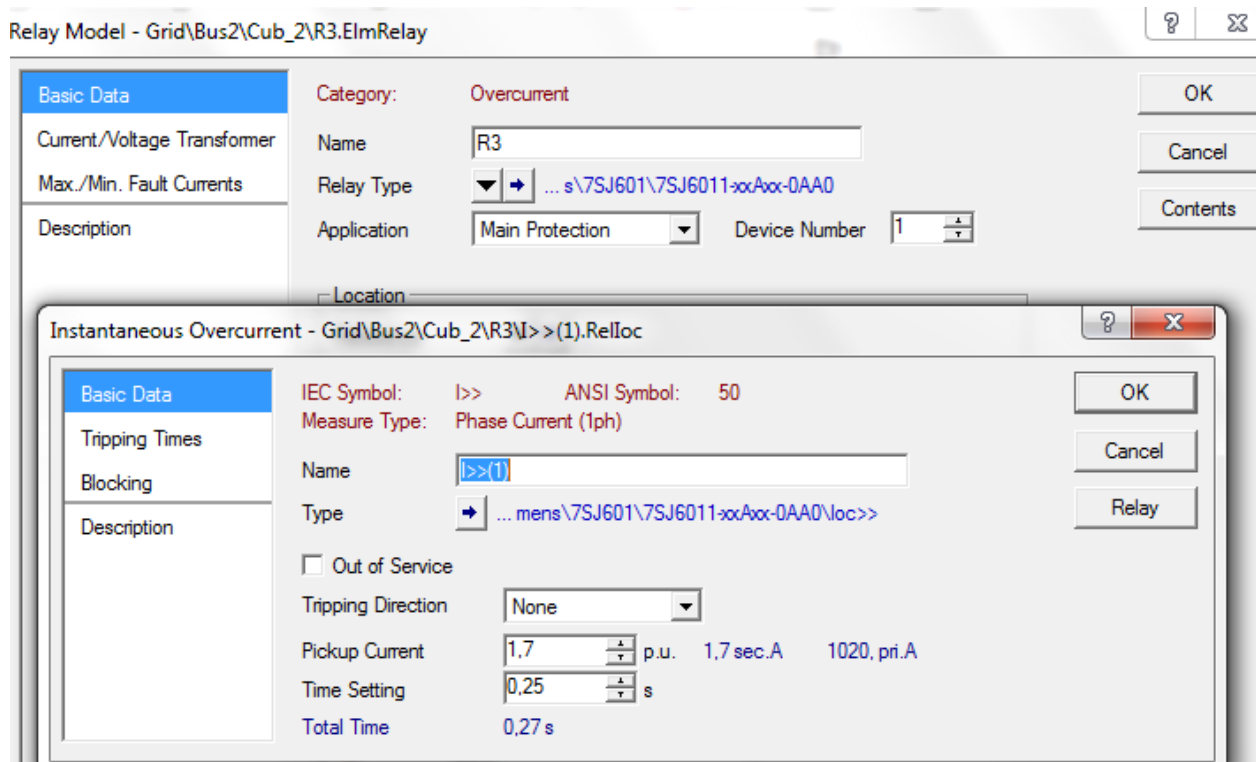 Relay Model - Grid\Bus2\Cub_2\R3.ElmRelay
Basic Data
Current/Voltage Transformer
Max./Min. Fault Currents
Description
Category: Overcurrent
Name R3
Relay Type ... s\7SJ601\7SJ6011-xxAxx-0AA0
Application Main Protection Device Number 1
Location
OK
Cancel
Contents
Instantaneous Overcurrent - Grid\Bus2\Cub_2\R3\I>>(1).RelIoc
Basic Data
Tripping Times
Blocking
Description
IEC Symbol: I>> ANSI Symbol: 50
Measure Type: Phase Current (1ph)
Name I>>(1)
Type ... mens\7SJ601\7SJ6011-xxAxx-0AA0\Ioc>>
Out of Service
Tripping Direction None
Pickup Current 1,7 p.u. 1,7 sec.A 1020, pri.A
Time Setting 0,25 s
Total Time 0,27 s
OK
Cancel
Relay